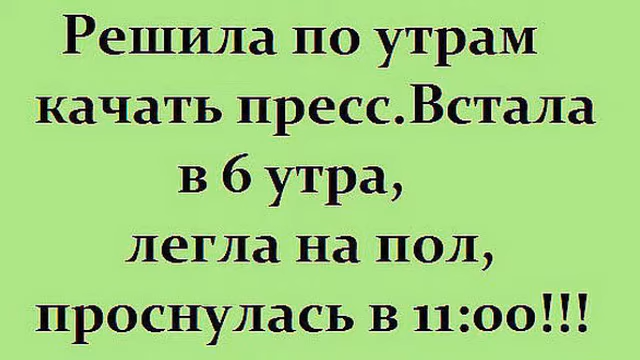 Решила по утрам
качать пресс.Встала
в 6 утра,
легла на пол,
проснулась в 11:00!!!